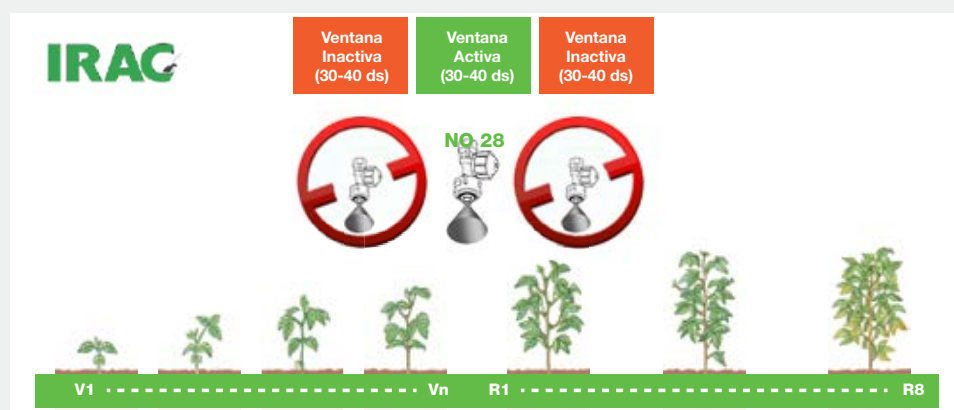 IRAC
Ventana
Inactiva
(30-40 ds)
Ventana
Activa
(30-40 ds)
Ventana
Inactiva
(30-40 ds)
NO 28
V1
Vn
R1
R8